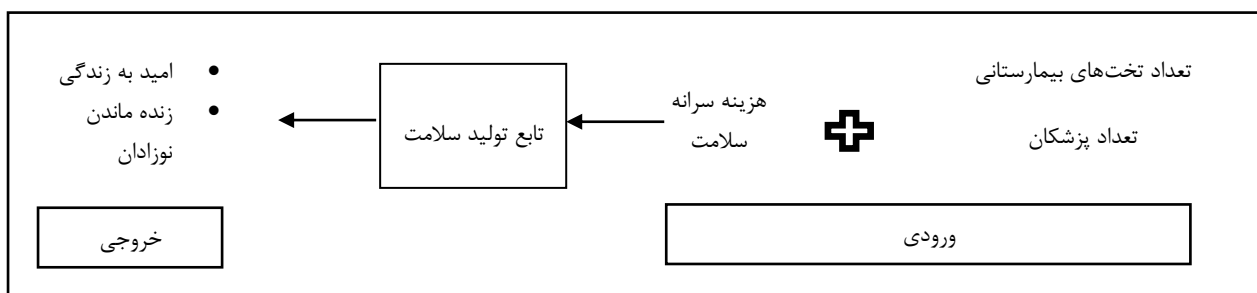 تعداد تخت‌های بیمارستانی
تعداد پزشکان
هزینه سرانه
سلامت
تابع تولید سلامت
امید به زندگی
زنده ماندن
نوزادان
ورودی
خروجی